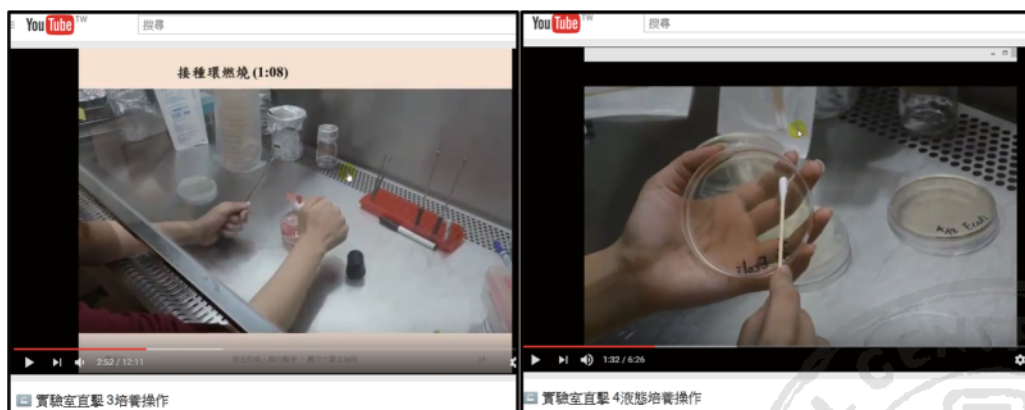 YouTube TW
搜尋
接種環燃燒 (1:08)
2:52 / 12:11
實驗室直擊 3培養操作
YouTube TW
搜尋
E.coli
1:32 / 6:26
實驗室直擊 4液態培養操作